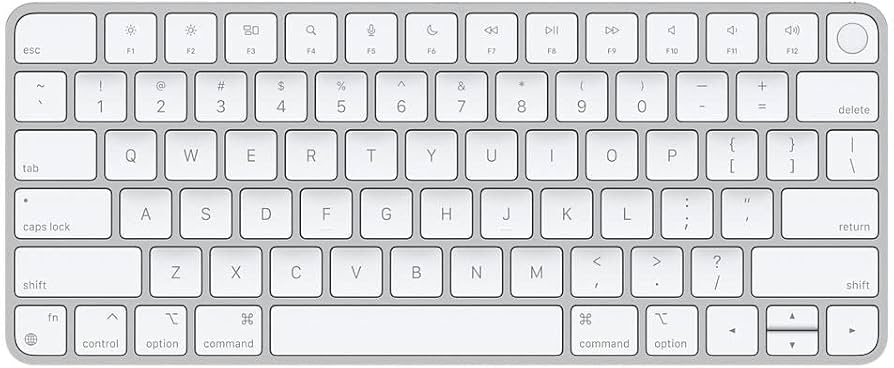 esc F1 F2 F3 F4 F5 F6 F7 F8 F9 F10 F11 F12
~ ! @ # $ % ^ & * ( ) — +
` 1 2 3 4 5 6 7 8 9 0 - = delete
tab Q W E R T Y U I O P { [ } ] | \
caps lock A S D F G H J K L : ; " ' return
shift Z X C V B N M < , > . ? / shift
fn ^ control ⌥ option ⌘ command ⌘ command ⌥ option ◄ ▲ ▼ ►